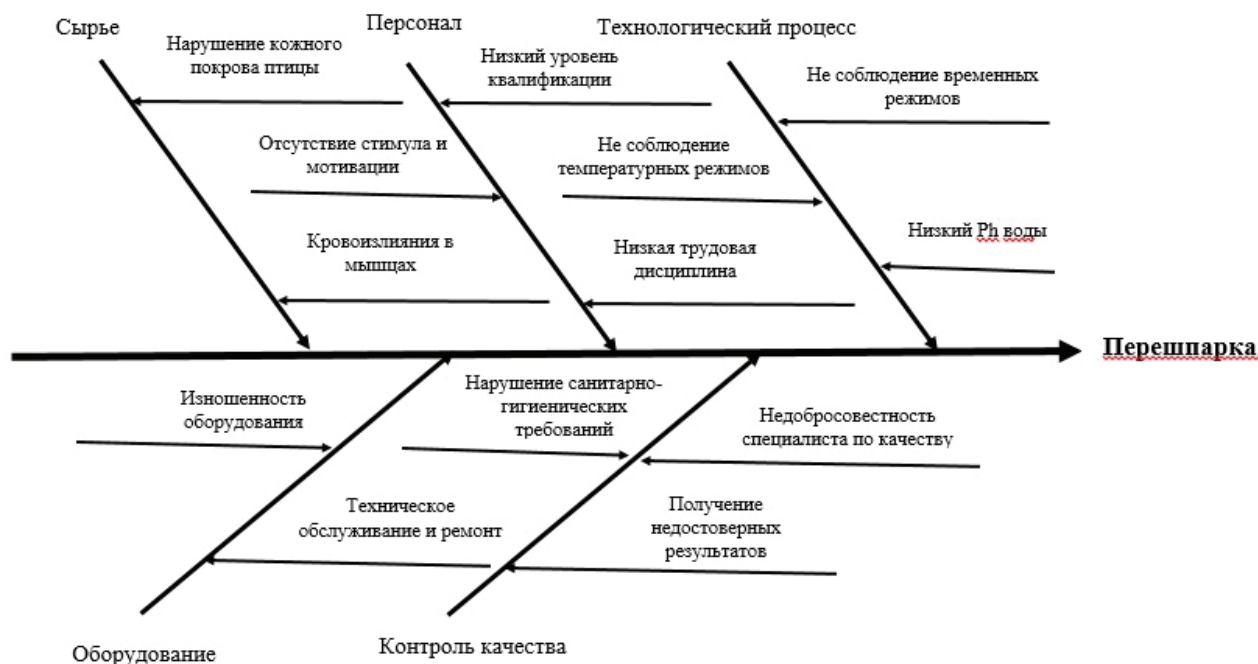 Сырье
Персонал
Технологический процесс
Нарушение кожного
покрова птицы
Низкий уровень
квалификации
Не соблюдение временных
режимов
Отсутствие стимула и
мотивации
Не соблюдение
температурных режимов
Кровоизлияния в
мышцах
Низкая трудовая
дисциплина
Низкий Ph воды
Перешпарка
Изношенность
оборудования
Нарушение санитарно-
гигиенических
требований
Недобросовестность
специалиста по качеству
Техническое
обслуживание и ремонт
Получение
недостоверных
результатов
Оборудование
Контроль качества